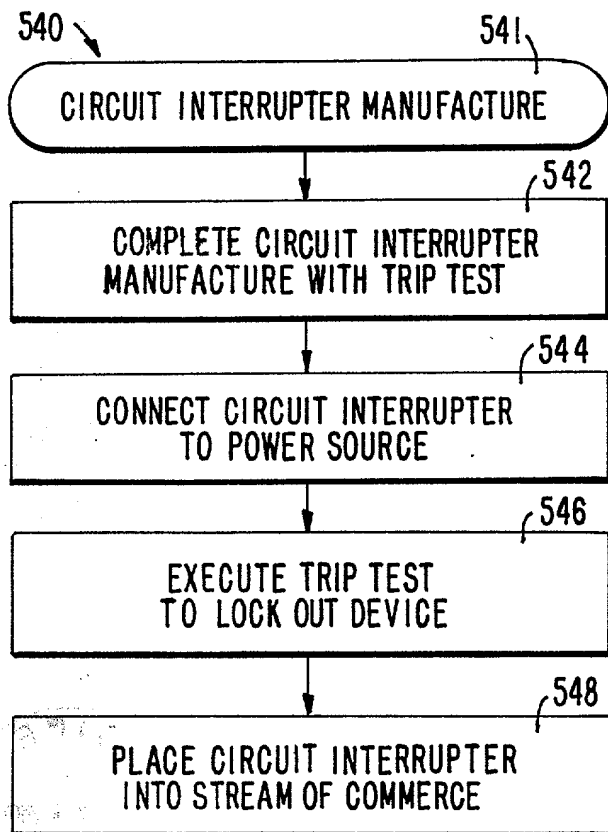 540
541
CIRCUIT INTERRUPTER MANUFACTURE
542
COMPLETE CIRCUIT INTERRUPTER
MANUFACTURE WITH TRIP TEST
544
CONNECT CIRCUIT INTERRUPTER
TO POWER SOURCE
546
EXECUTE TRIP TEST
TO LOCK OUT DEVICE
548
PLACE CIRCUIT INTERRUPTER
INTO STREAM OF COMMERCE